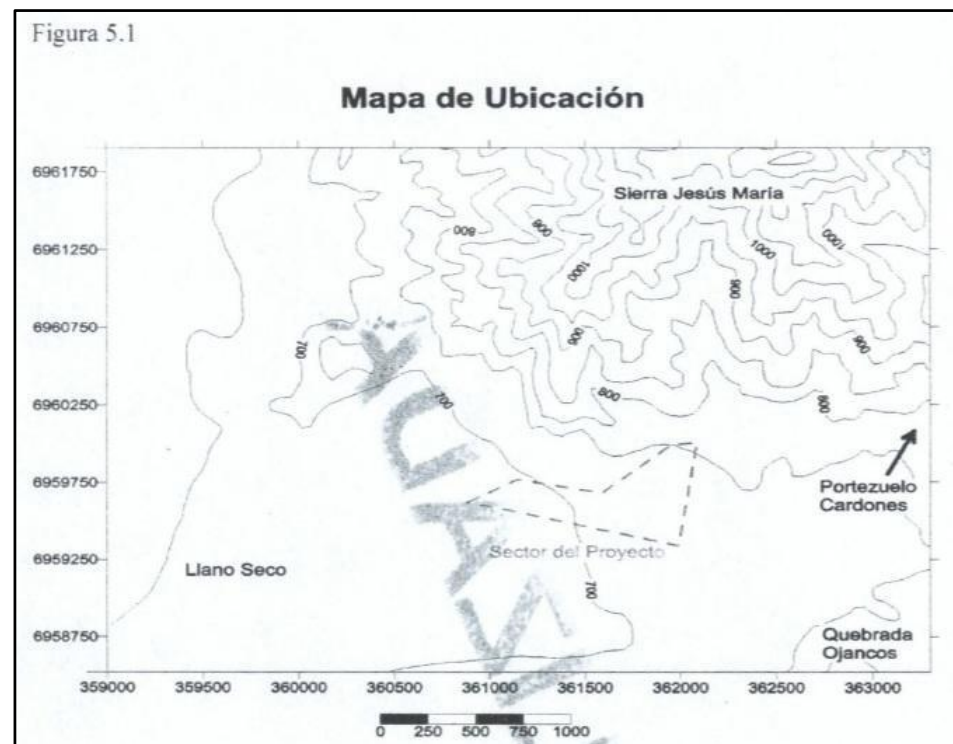 Figura 5.1
Mapa de Ubicación
6961750
6961250
6960750
6960250
6959750
6959250
6958750
Sierra Jesús María
800
900
1000
1000
1000
900
900
900
800
800
700
700
700
Portezuelo
Cardones
Sector del Proyecto
Llano Seco
Quebrada
Ojancos
359000 359500 360000 360500 361000 361500 362000 362500 363000
0 250 500 750 1000